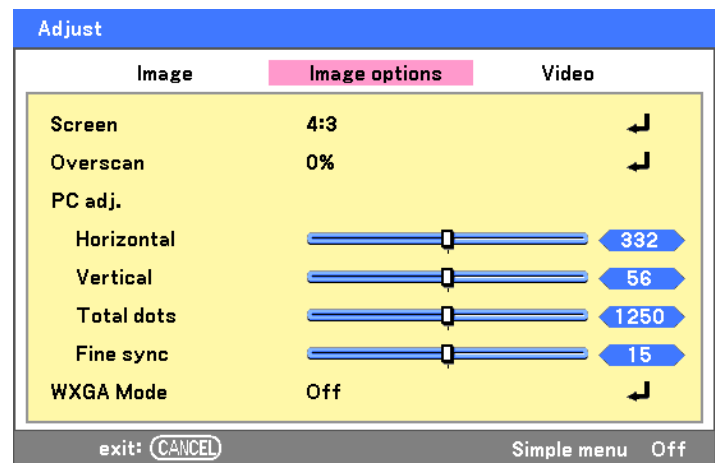 Adjust
Image Image options Video
Screen 4:3
Overscan 0%
PC adj.
Horizontal 332
Vertical 56
Total dots 1250
Fine sync 15
WXGA Mode Off
exit: CANCEL Simple menu Off